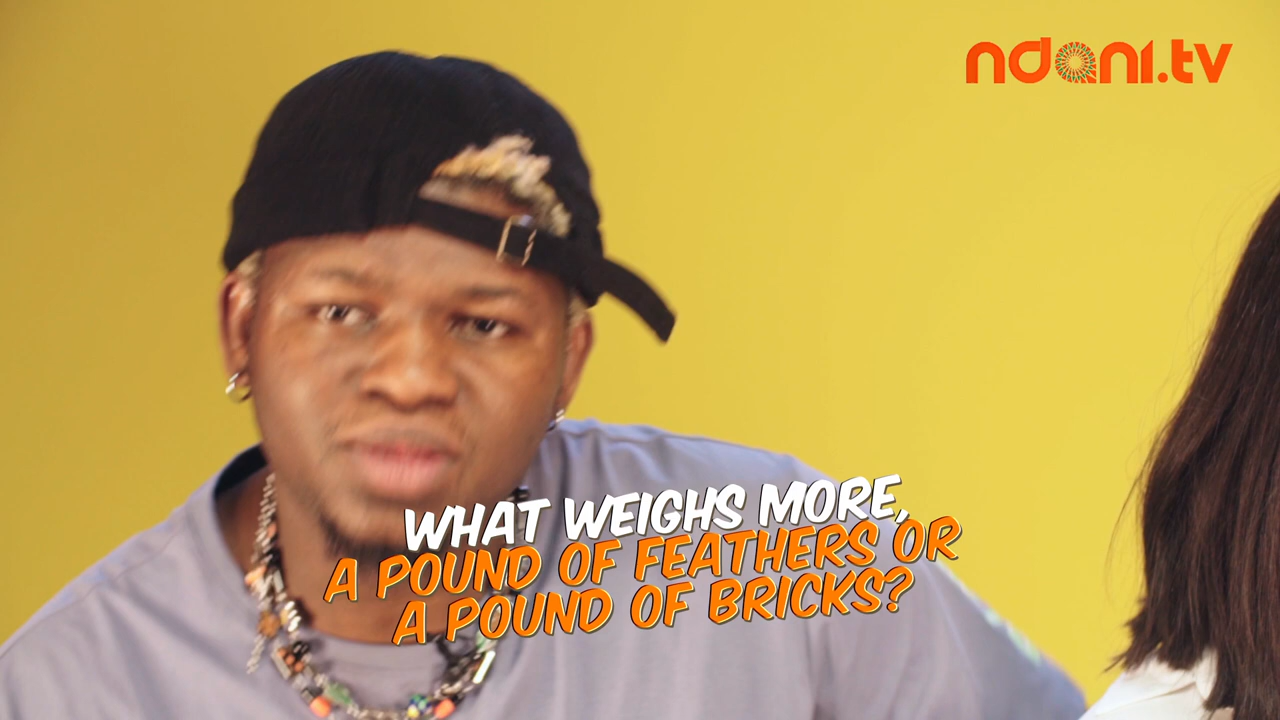 ndani.tv
WHAT WEIGHS MORE,
A POUND OF FEATHERS OR
A POUND OF BRICKS?